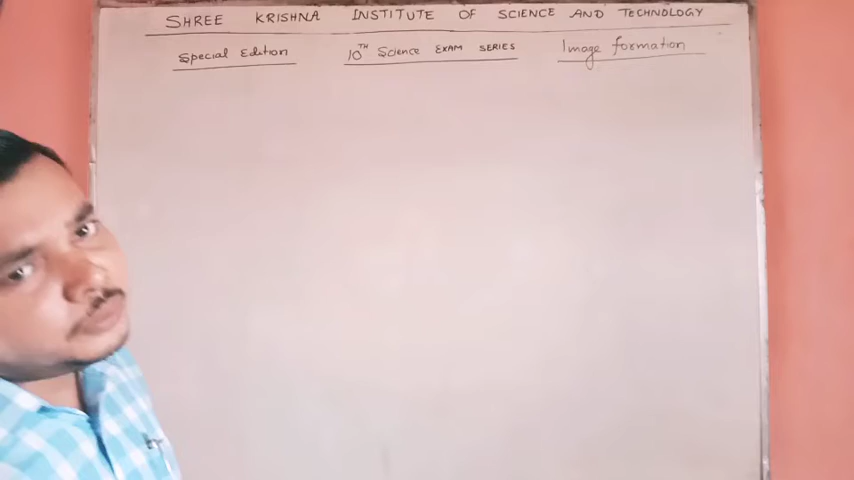 SHREE KRISHNA INSTITUTE OF SCIENCE AND TECHNOLOGY
Special Edition 10TH Science EXAM SERIES Image formation